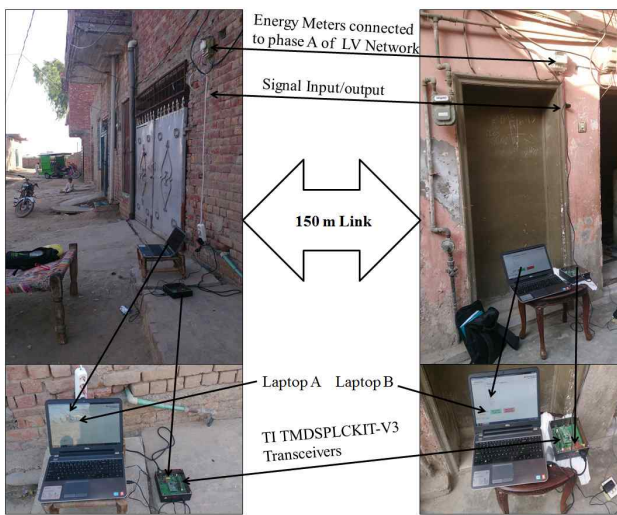 Energy Meters connected
to phase A of LV Network
Signal Input/output
150 m Link
Laptop A Laptop B
TI TMDSPLCKIT-V3
Transceivers